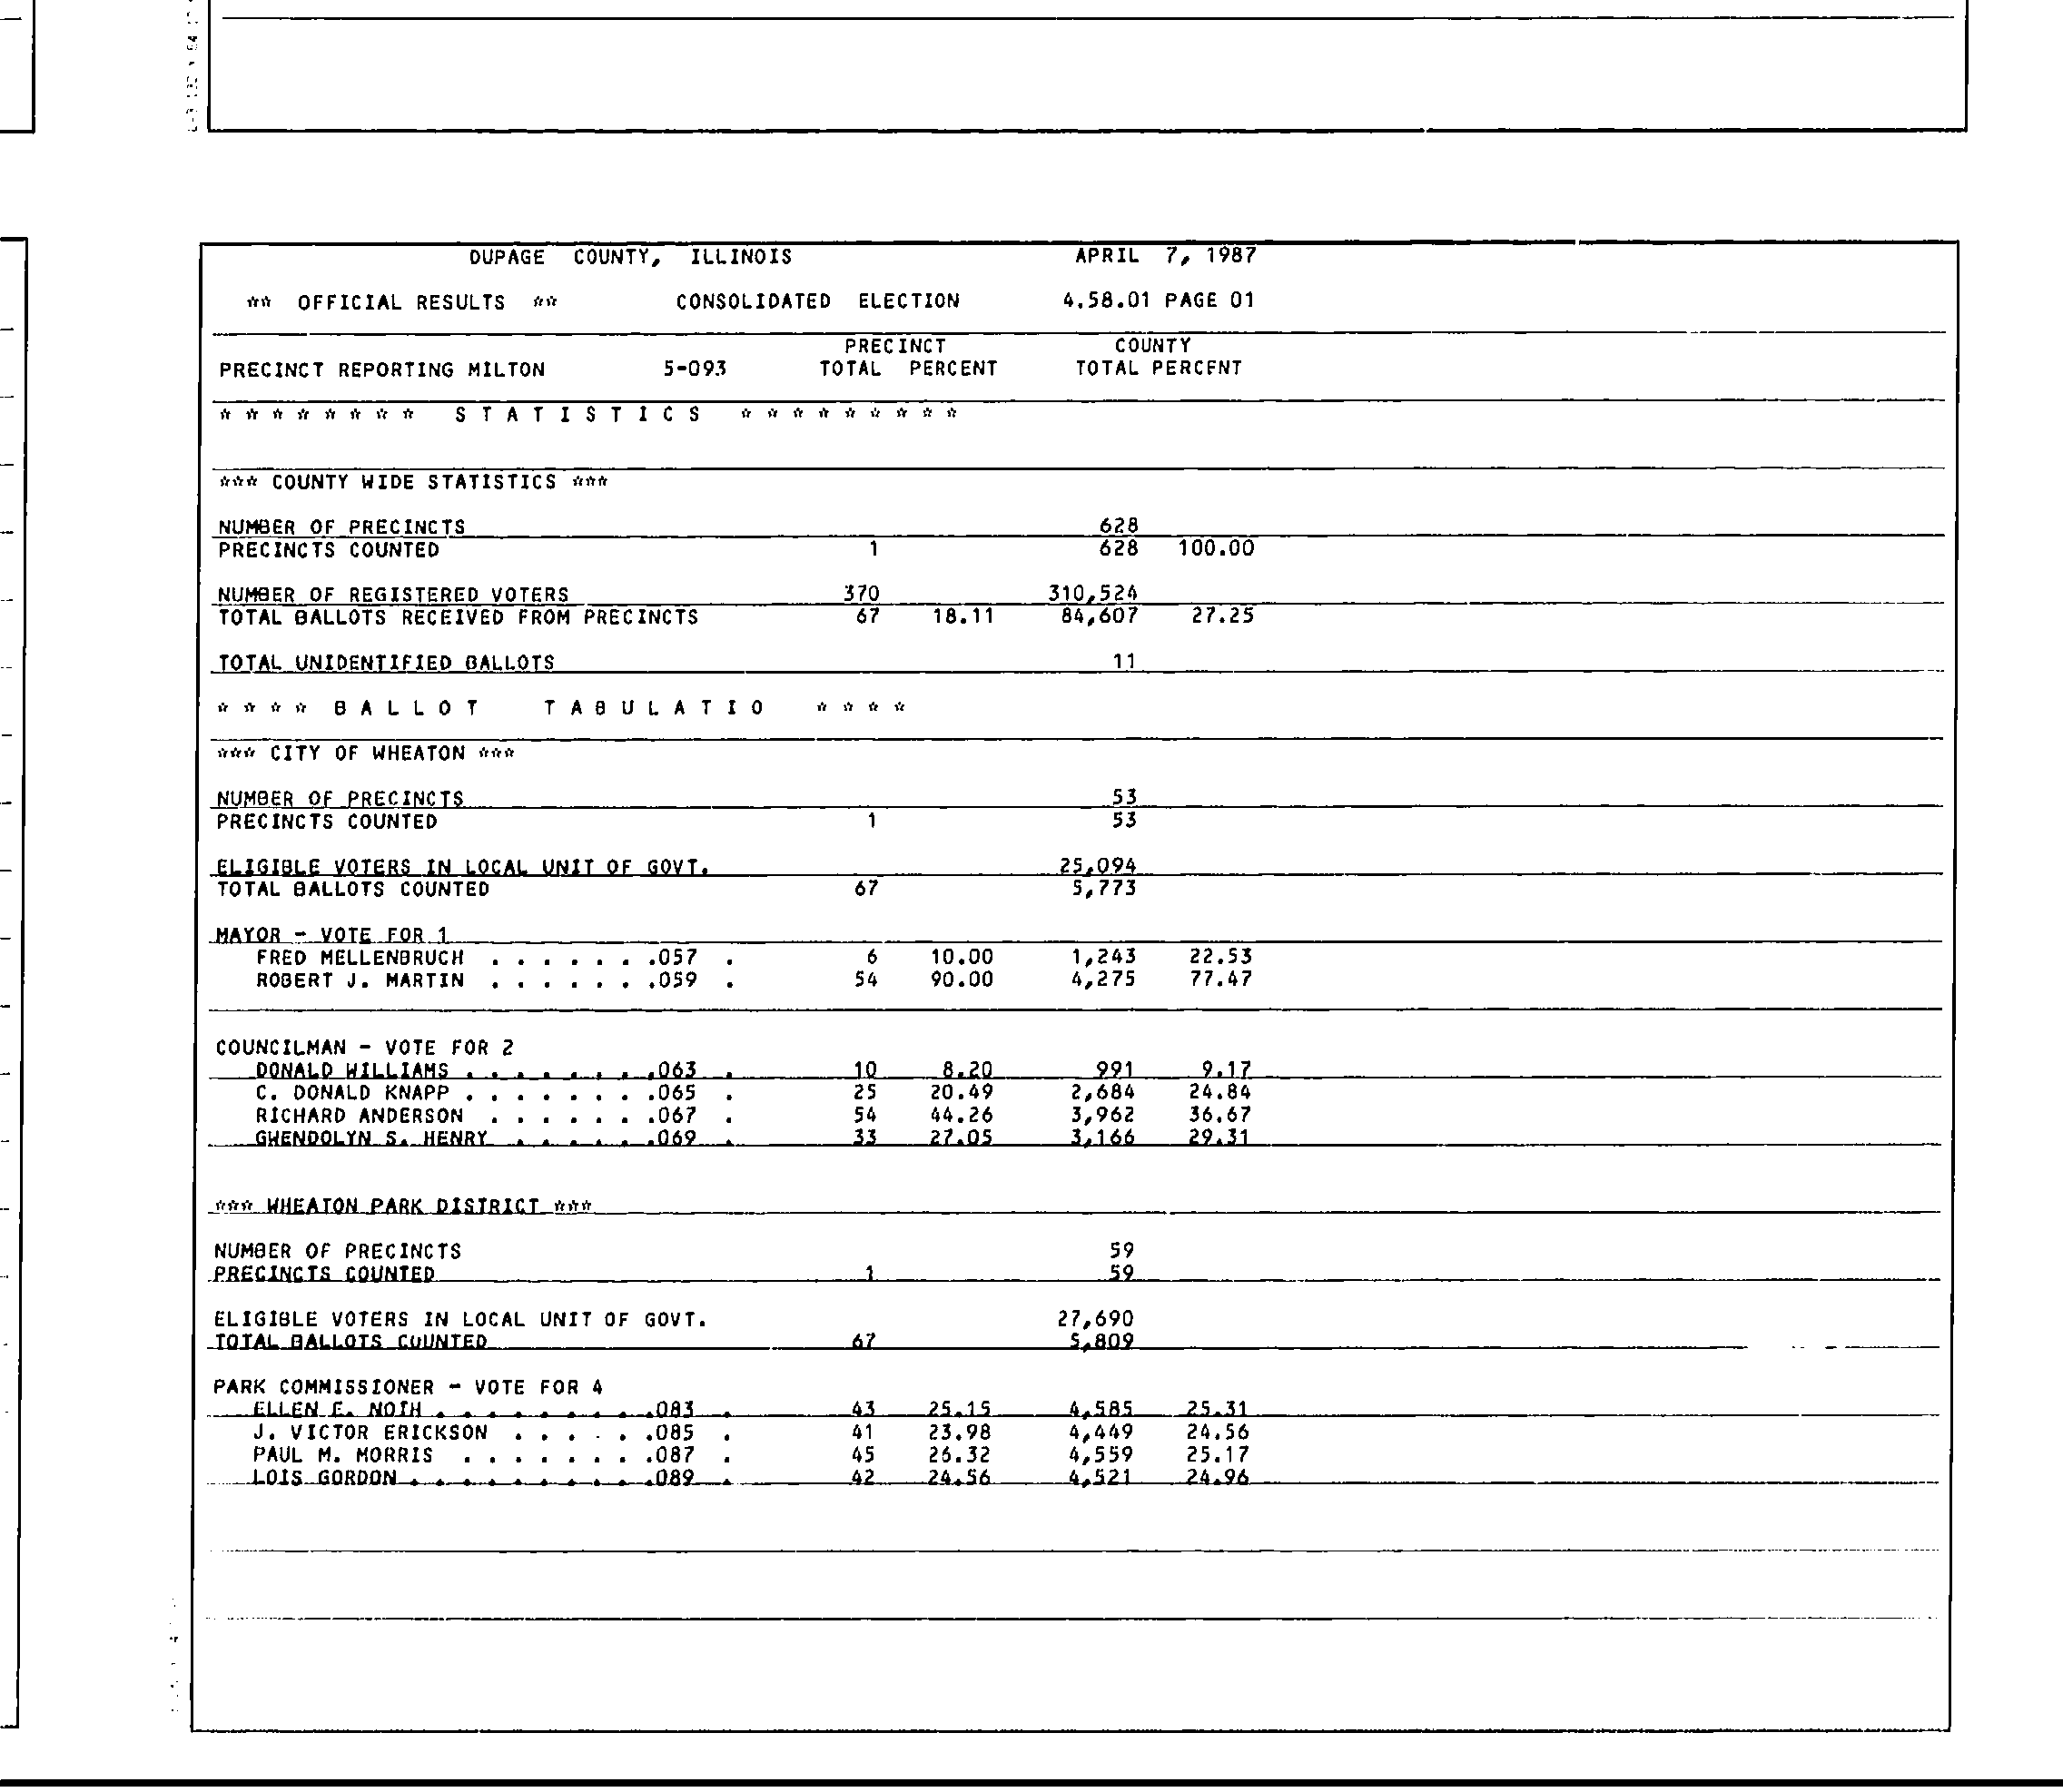 DUPAGE COUNTY, ILLINOIS APRIL 7, 1987
** OFFICIAL RESULTS ** CONSOLIDATED ELECTION 4.58.01 PAGE 01
PRECINCT COUNTY
PRECINCT REPORTING MILTON 5-093 TOTAL PERCENT TOTAL PERCENT
* * * * * * * * S T A T I S T I C S * * * * * * * * *
*** COUNTY WIDE STATISTICS ***
NUMBER OF PRECINCTS 628
PRECINCTS COUNTED 1 628 100.00
NUMBER OF REGISTERED VOTERS 370 310,524
TOTAL BALLOTS RECEIVED FROM PRECINCTS 67 18.11 84,607 27.25
TOTAL UNIDENTIFIED BALLOTS 11
* * * * B A L L O T T A B U L A T I O * * * *
*** CITY OF WHEATON ***
NUMBER OF PRECINCTS 53
PRECINCTS COUNTED 1 53
ELIGIBLE VOTERS IN LOCAL UNIT OF GOVT. 25,094
TOTAL BALLOTS COUNTED 67 5,773
MAYOR - VOTE FOR 1
FRED MELLENBRUCH . . . . . . .057 . 6 10.00 1,243 22.53
ROBERT J. MARTIN . . . . . . .059 . 54 90.00 4,275 77.47
COUNCILMAN - VOTE FOR 2
DONALD WILLIAMS . . . . . . . .063 . 10 8.20 991 9.17
C. DONALD KNAPP . . . . . . . .065 . 25 20.49 2,684 24.84
RICHARD ANDERSON . . . . . . .067 . 54 44.26 3,962 36.67
GWENDOLYN S. HENRY . . . . . .069 . 33 27.05 3,166 29.31
*** WHEATON PARK DISTRICT ***
NUMBER OF PRECINCTS 59
PRECINCTS COUNTED 1 59
ELIGIBLE VOTERS IN LOCAL UNIT OF GOVT. 27,690
TOTAL BALLOTS COUNTED 67 5,809
PARK COMMISSIONER - VOTE FOR 4
ELLEN E. NOTH . . . . . . . . .083 . 43 25.15 4,585 25.31
J. VICTOR ERICKSON . . . . . .085 . 41 23.98 4,449 24.56
PAUL M. MORRIS . . . . . . . .087 . 45 26.32 4,559 25.17
LOIS GORDON . . . . . . . . . .089 . 42 24.56 4,521 24.96